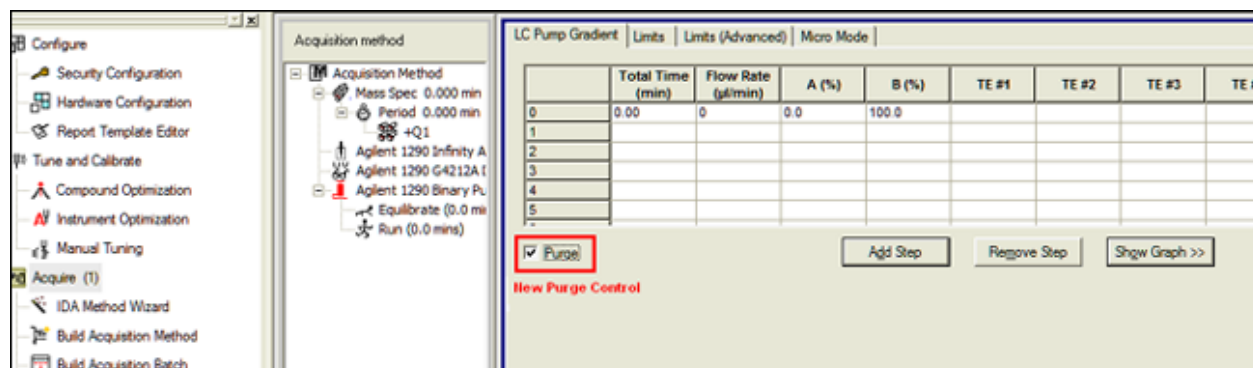 Configure
Security Configuration
Hardware Configuration
Report Template Editor
Tune and Calibrate
Compound Optimization
Instrument Optimization
Manual Tuning
Acquire (1)
IDA Method Wizard
Build Acquisition Method
Build Acquisition Batch
Acquisition method
Acquisition Method
Mass Spec 0.000 min
Period 0.000 min
+Q1
Agilent 1290 Infinity A
Agilent 1290 G4212A
Agilent 1290 Binary Pu
Equilibrate (0.0 mi
Run (0.0 mins)
LC Pump Gradient Limits Limits (Advanced) Micro Mode
Total Time (min) Flow Rate (µl/min) A (%) B (%) TE #1 TE #2 TE #3 TE
0 0.00 0 0.0 100.0
1
2
3
4
5
Purge Add Step Remove Step Show Graph >>
New Purge Control